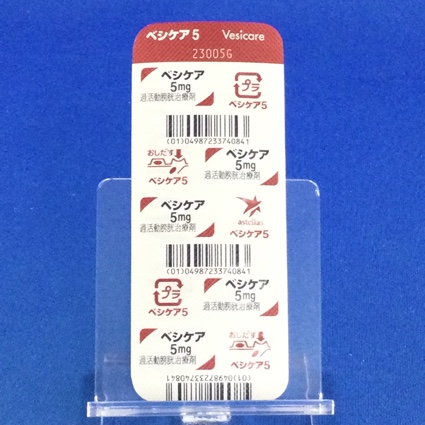 ベシケア5 Vesicare
23005G
ベシケア
5mg
過活動膀胱治療剤
プラ
ベシケア5
(01)04987233740841
おしだす
ベシケア5
ベシケア
5mg
過活動膀胱治療剤
ベシケア
5mg
過活動膀胱治療剤
astellas
ベシケア5
(01)04987233740841
プラ
ベシケア5
ベシケア
5mg
過活動膀胱治療剤
ベシケア
5mg
過活動膀胱治療剤
おしだす
ベシケア5
(01)04987233740841
(01)04987233740841